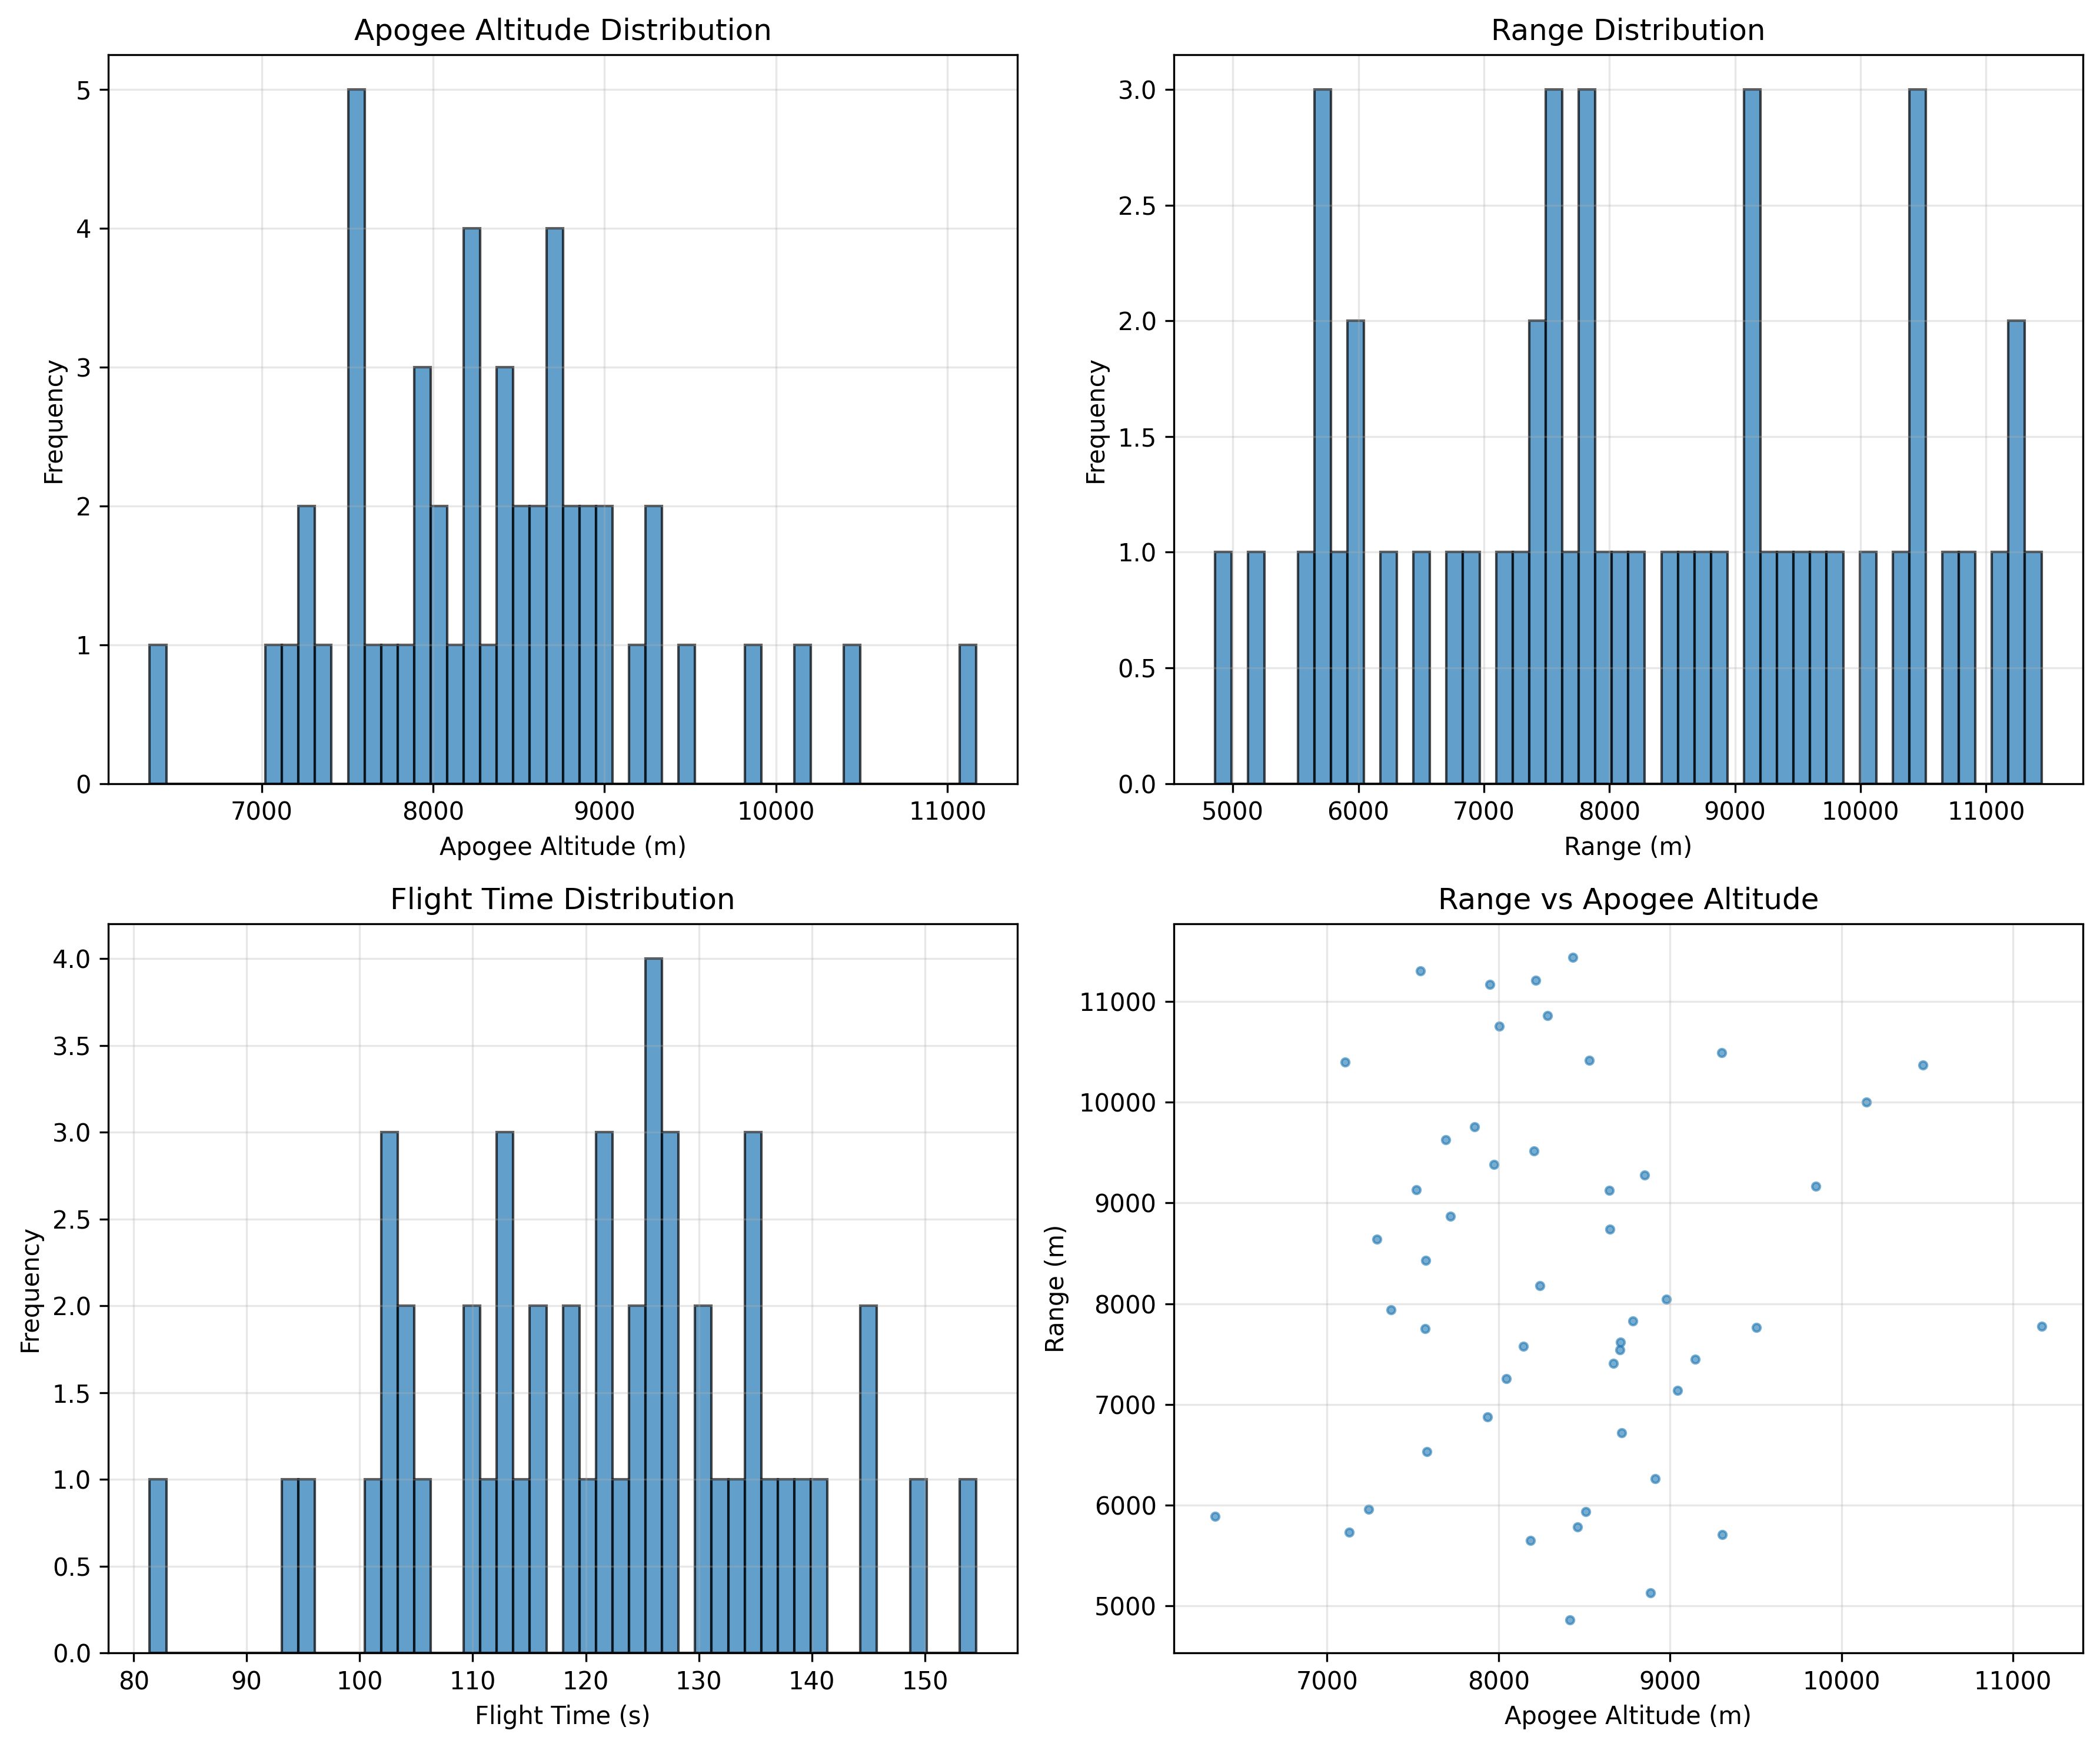 Apogee Altitude Distribution
Frequency
5
4
3
2
1
0
7000 8000 9000 10000 11000
Apogee Altitude (m)
Range Distribution
Frequency
3.0
2.5
2.0
1.5
1.0
0.5
0.0
5000 6000 7000 8000 9000 10000 11000
Range (m)
Flight Time Distribution
Frequency
4.0
3.5
3.0
2.5
2.0
1.5
1.0
0.5
0.0
80 90 100 110 120 130 140 150
Flight Time (s)
Range vs Apogee Altitude
Range (m)
11000
10000
9000
8000
7000
6000
5000
7000 8000 9000 10000 11000
Apogee Altitude (m)